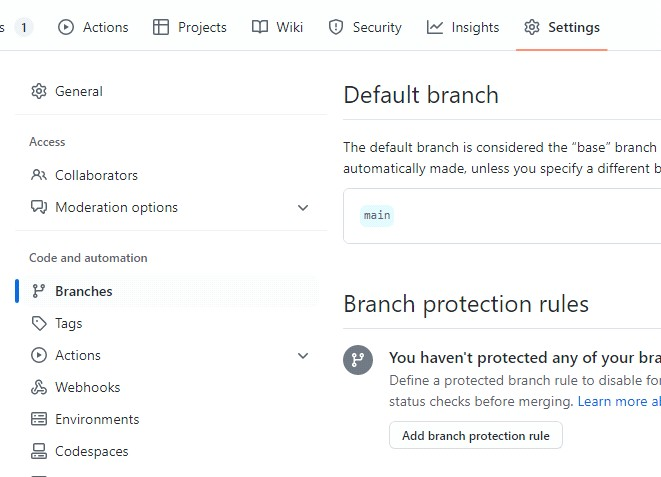 s 1 Actions Projects Wiki Security Insights Settings
General
Access
Collaborators
Moderation options
Code and automation
Branches
Tags
Actions
Webhooks
Environments
Codespaces
Default branch
The default branch is considered the “base” branch
automatically made, unless you specify a different b
main
Branch protection rules
You haven't protected any of your bra
Define a protected branch rule to disable fo
status checks before merging. Learn more a
Add branch protection rule